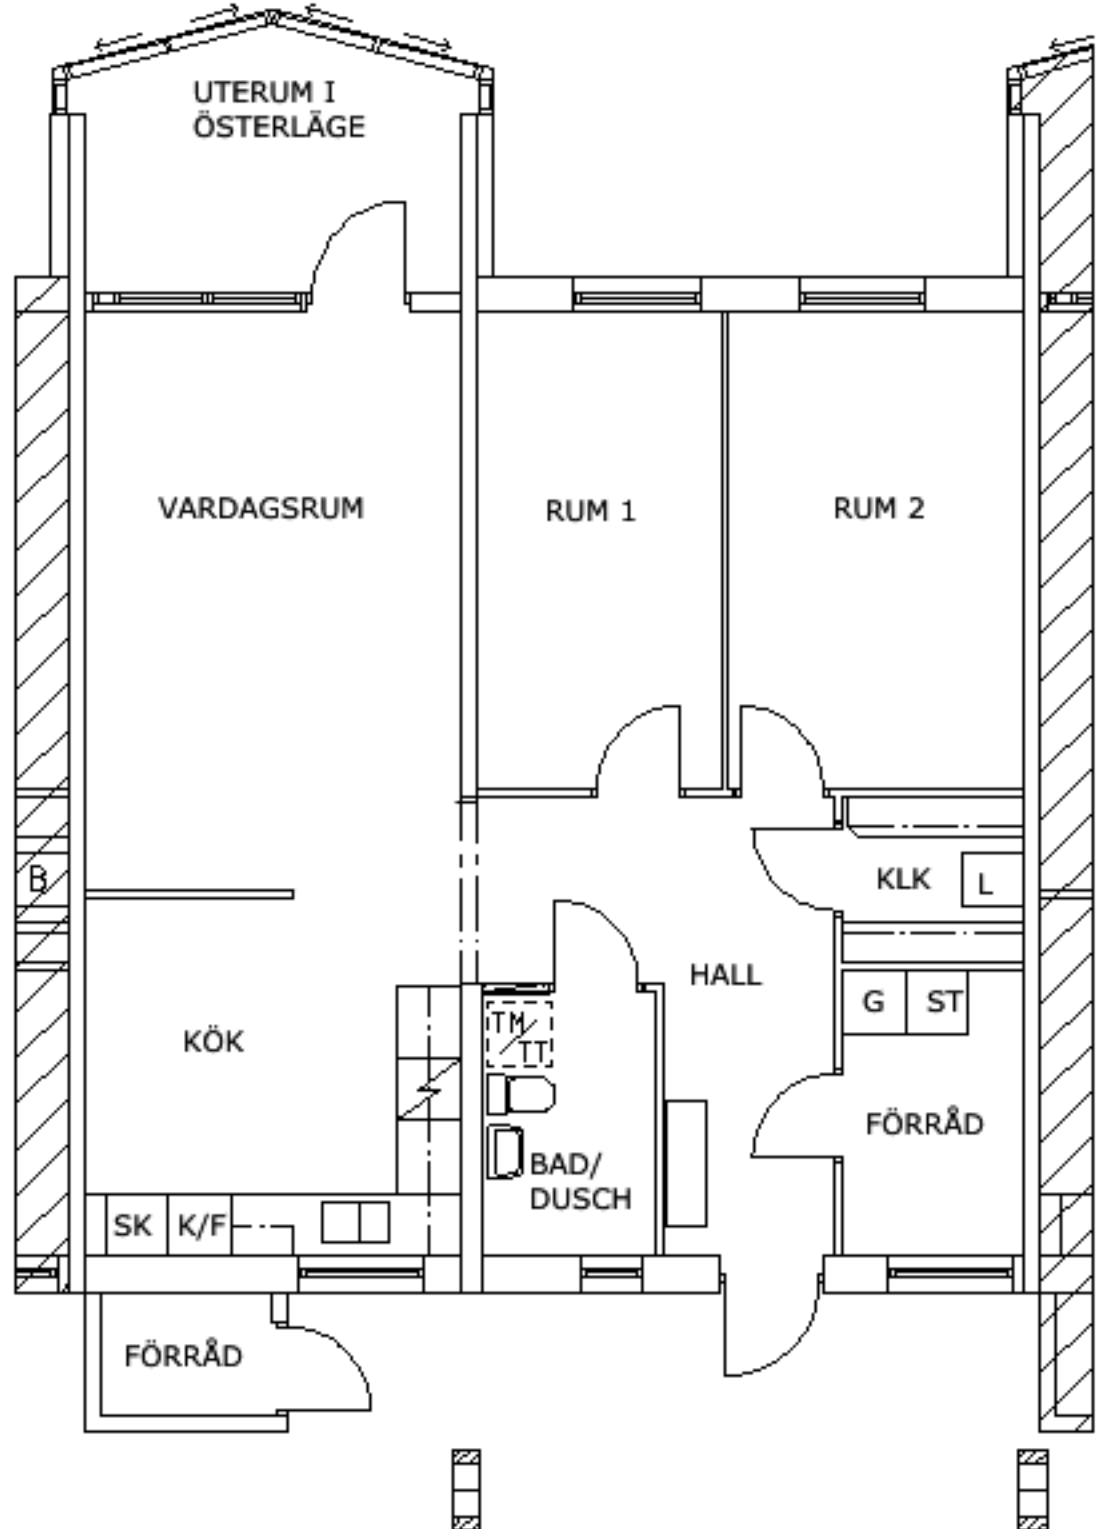 UTERUM I
ÖSTERLÄGE
VARDAGSRUM
RUM 1
RUM 2
B
KLK
L
HALL
G
ST
KÖK
TM
TT
FÖRRÅD
BAD/
DUSCH
SK
K/F
FÖRRÅD